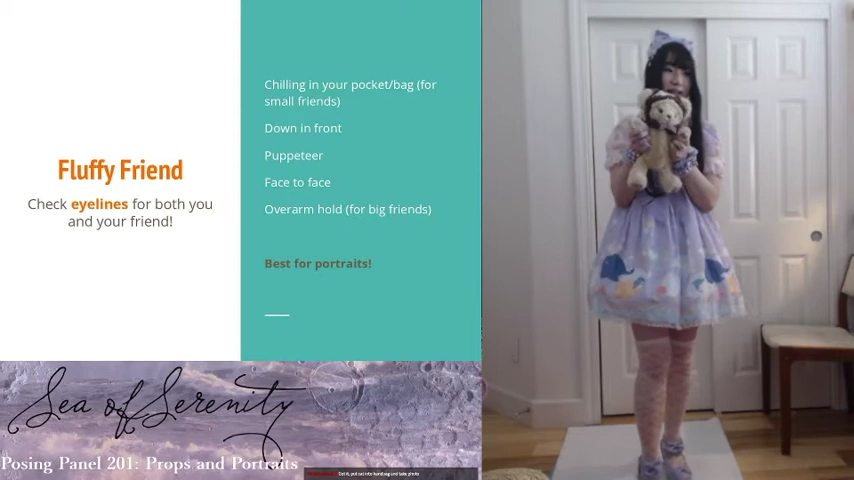 Fluffy Friend
Check eyelines for both you
and your friend!
Chilling in your pocket/bag (for
small friends)
Down in front
Puppeteer
Face to face
Overarm hold (for big friends)
Best for portraits!
Sea of Serenity
Posing Panel 201: Props and Portraits